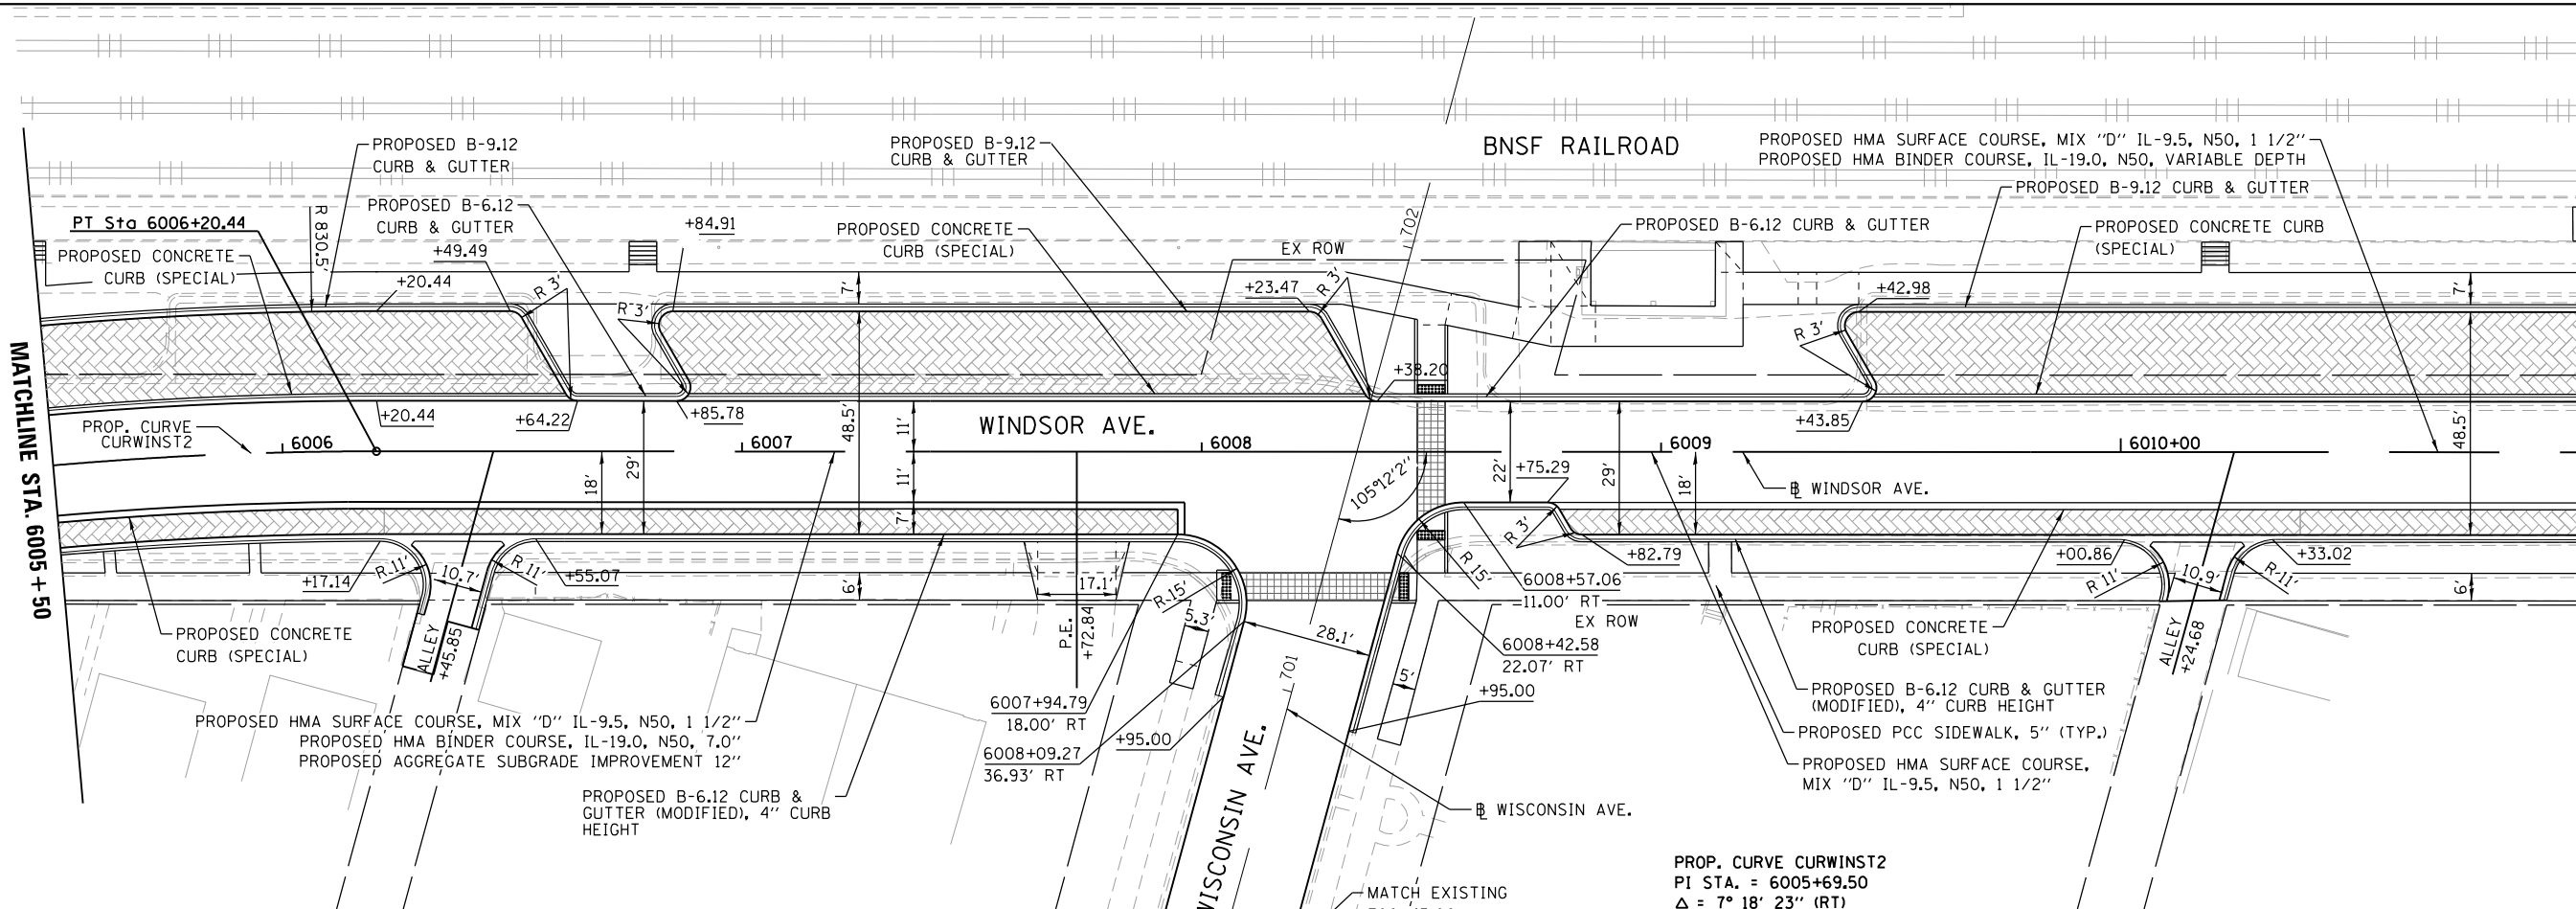 BNSF RAILROAD
PROPOSED B-9.12
CURB & GUTTER
PROPOSED B-9.12
CURB & GUTTER
PROPOSED HMA SURFACE COURSE, MIX "D" IL-9.5, N50, 1 1/2"
PROPOSED HMA BINDER COURSE, IL-19.0, N50, VARIABLE DEPTH
PROPOSED B-9.12 CURB & GUTTER
PT Sta 6006+20.44
R 830.5'
PROPOSED B-6.12
CURB & GUTTER
+84.91
PROPOSED CONCRETE
CURB (SPECIAL)
702
PROPOSED B-6.12 CURB & GUTTER
PROPOSED CONCRETE CURB
(SPECIAL)
PROPOSED CONCRETE
CURB (SPECIAL)
+49.49
EX ROW
+20.44
R 3'
R 3'
7'
+23.47
R 3'
+42.98
7'
R 3'
MATCHLINE STA. 6005+50
+38.20
+20.44
+64.22
+85.78
48.5'
11'
WINDSOR AVE.
+43.85
48.5'
PROP. CURVE
CURWINST2
6006
6007
6008
6009
6010+00
18'
29'
11'
7'
105°12'2"
22'
+75.29
29'
18'
B WINDSOR AVE.
R 3'
+17.14
R 11'
10.7'
R 11'
+55.07
6'
17.1'
R 15'
R 15'
+82.79
+00.86
R 11'
10.9'
R 11'
+33.02
6'
6008+57.06
11.00' RT
EX ROW
PROPOSED CONCRETE
CURB (SPECIAL)
ALLEY
+45.85
P.E.
+72.84
5.3'
28.1'
701
5'
6008+42.58
22.07' RT
+95.00
PROPOSED CONCRETE
CURB (SPECIAL)
ALLEY
+24.68
PROPOSED HMA SURFACE COURSE, MIX "D" IL-9.5, N50, 1 1/2"
PROPOSED HMA BINDER COURSE, IL-19.0, N50, 7.0"
PROPOSED AGGREGATE SUBGRADE IMPROVEMENT 12"
6007+94.79
18.00' RT
6008+09.27
36.93' RT
+95.00
PROPOSED B-6.12 CURB & GUTTER
(MODIFIED), 4" CURB HEIGHT
PROPOSED PCC SIDEWALK, 5" (TYP.)
PROPOSED HMA SURFACE COURSE,
MIX "D" IL-9.5, N50, 1 1/2"
PROPOSED B-6.12 CURB &
GUTTER (MODIFIED), 4" CURB
HEIGHT
WISCONSIN AVE.
B WISCONSIN AVE.
MATCH EXISTING
PROP. CURVE CURWINST2
PI STA. = 6005+69.50
Δ = 7° 18' 23" (RT)